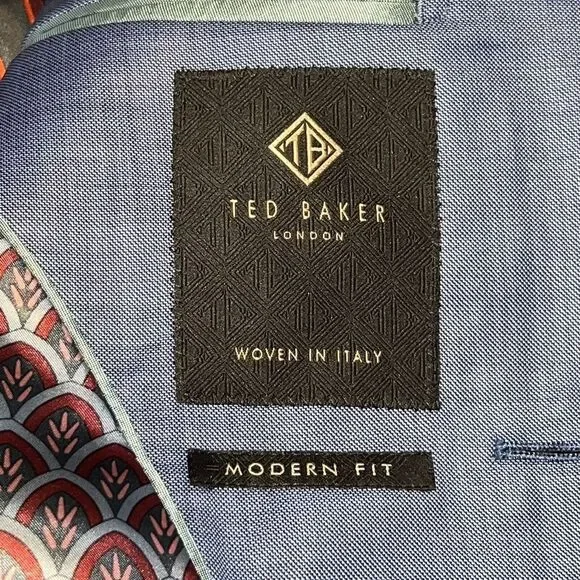 TB
TED BAKER
LONDON
WOVEN IN ITALY
MODERN FIT